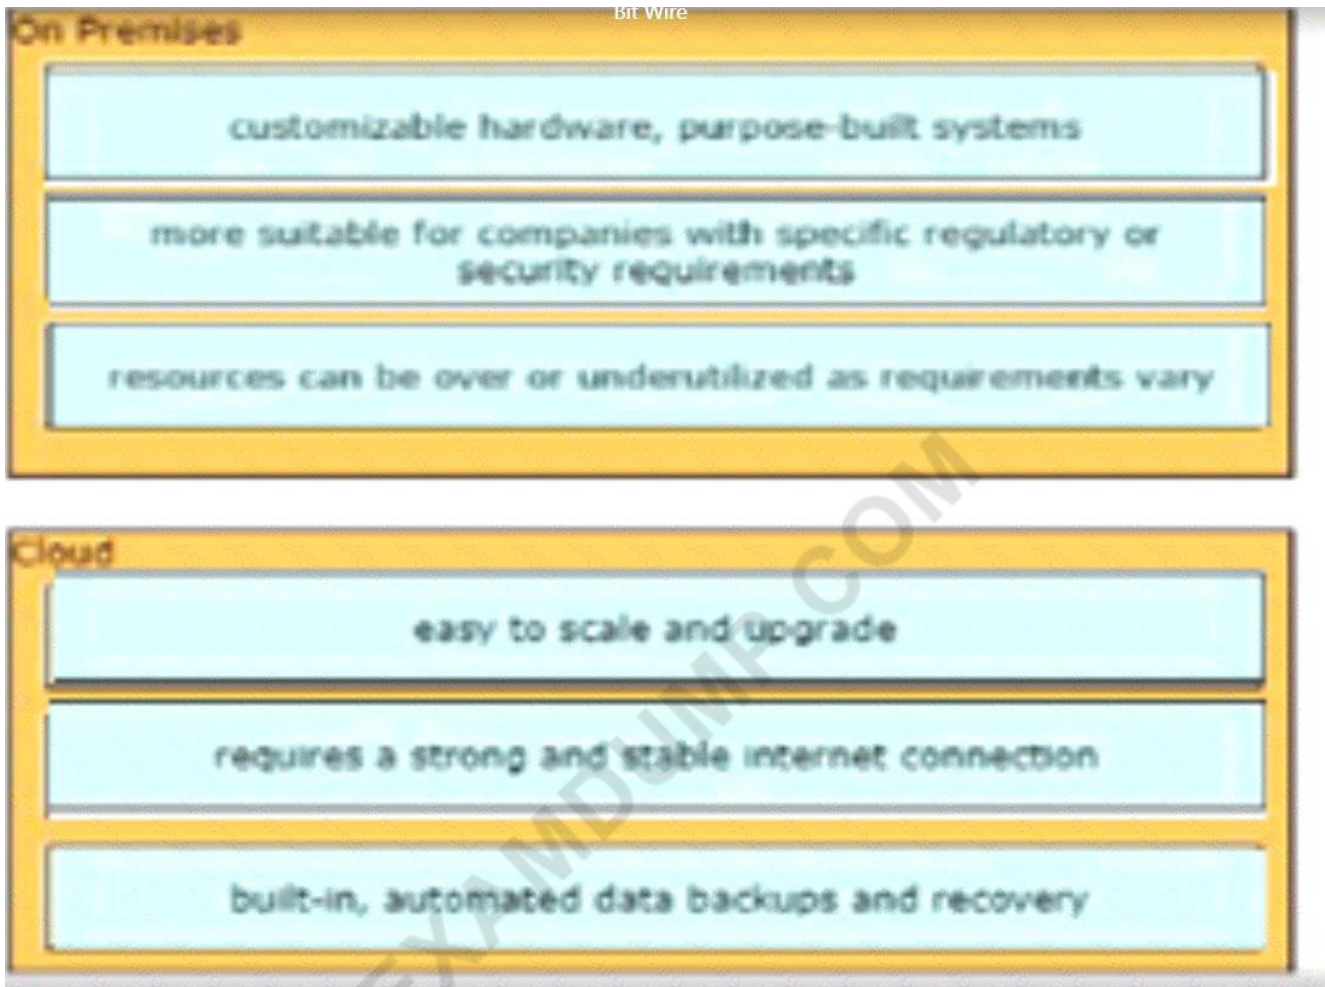 Bit Wire
On Premises
customizable hardware, purpose-built systems
more suitable for companies with specific regulatory or
security requirements
resources can be over or underutilized as requirements vary
Cloud
easy to scale and upgrade
requires a strong and stable internet connection
built-in, automated data backups and recovery
EXAMDUMP.COM